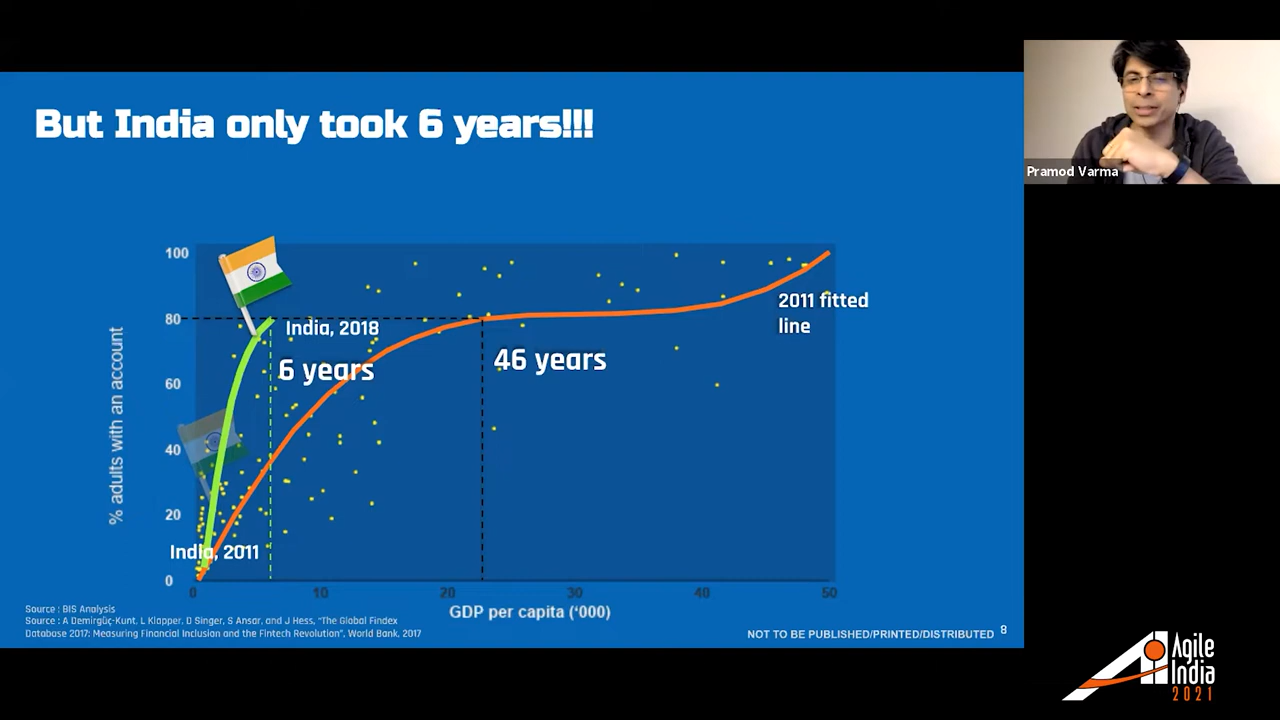 But India only took 6 years!!!
Pramod Varma
100
80
60
40
20
0
% adults with an account
India, 2018
6 years
46 years
2011 fitted
line
India, 2011
0
10
20
30
40
50
GDP per capita (‘000)
Source : BIS Analysis
Source : A Demirgüç-Kunt, L Klapper, D Singer, S Ansar, and J Hess, “The Global Findex
Database 2017: Measuring Financial Inclusion and the Fintech Revolution”, World Bank, 2017
NOT TO BE PUBLISHED/PRINTED/DISTRIBUTED 8
Agile
India
2021